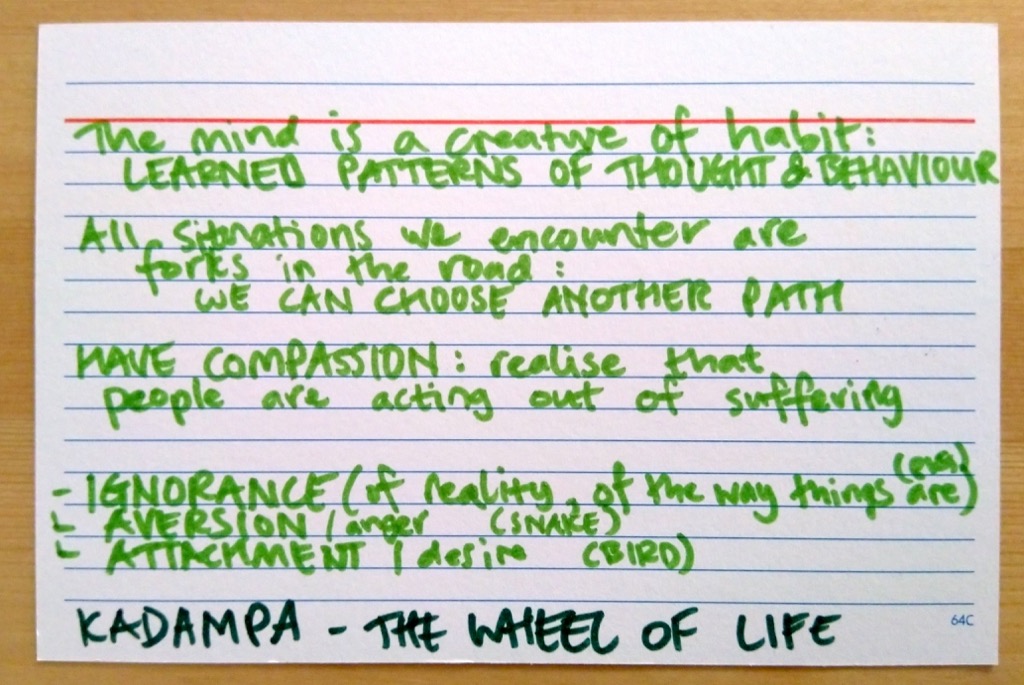 The mind is a creature of habit:
LEARNED PATTERNS OF THOUGHT & BEHAVIOUR
All situations we encounter are
forks in the road:
WE CAN CHOOSE ANOTHER PATH
HAVE COMPASSION: realise that
people are acting out of suffering
- IGNORANCE (of reality, of the way things are)
AVERSION / anger (SNAKE)
ATTACHMENT / desire (BIRD)
KADAMPA - THE WHEEL OF LIFE
64C